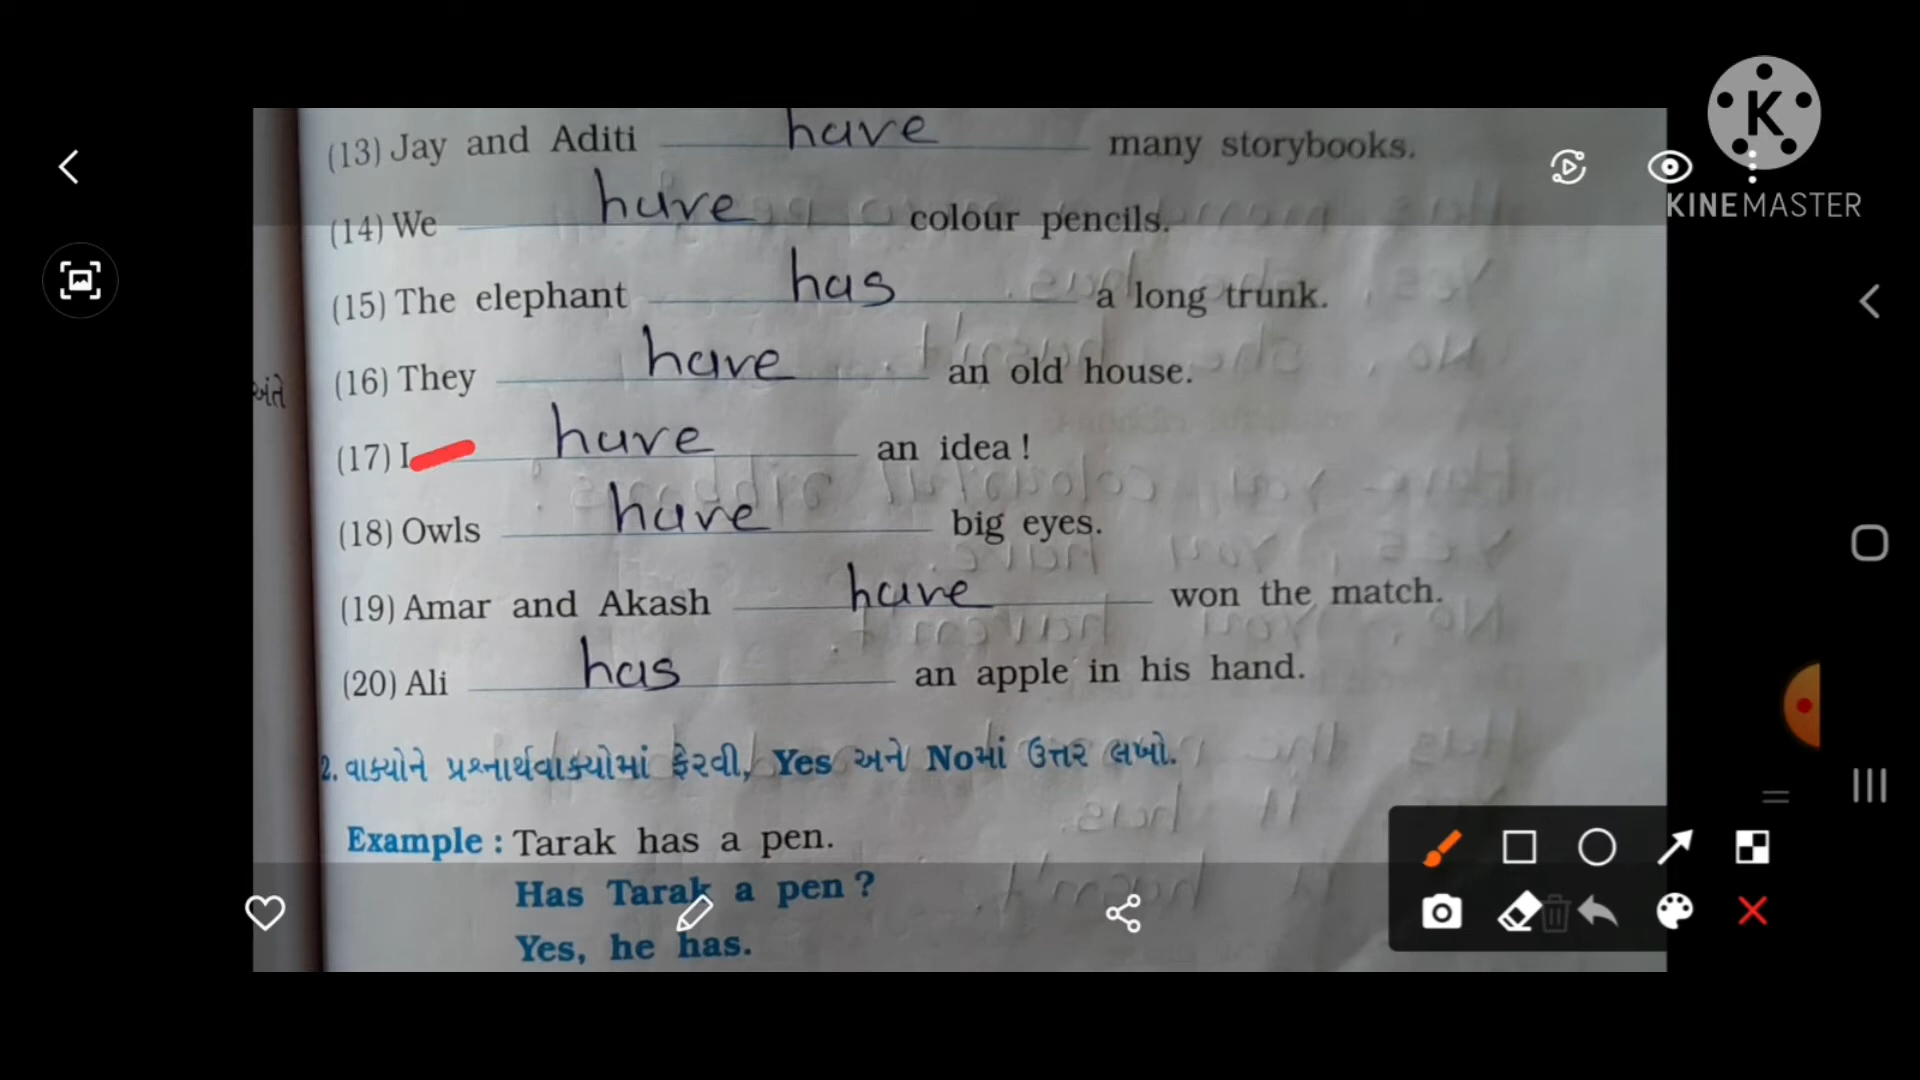 (13) Jay and Aditi have many storybooks.
(14) We have colour pencils.
(15) The elephant has a long trunk.
(16) They have an old house.
અંતે
(17) I have an idea !
(18) Owls have big eyes.
(19) Amar and Akash have won the match.
(20) Ali has an apple in his hand.
2. વાક્યોને પ્રશ્નાર્થવાક્યોમાં ફેરવી, Yes અને Noમાં ઉત્તર લખો.
Example : Tarak has a pen.
Has Tarak a pen ?
Yes, he has.
K
KINEMASTER